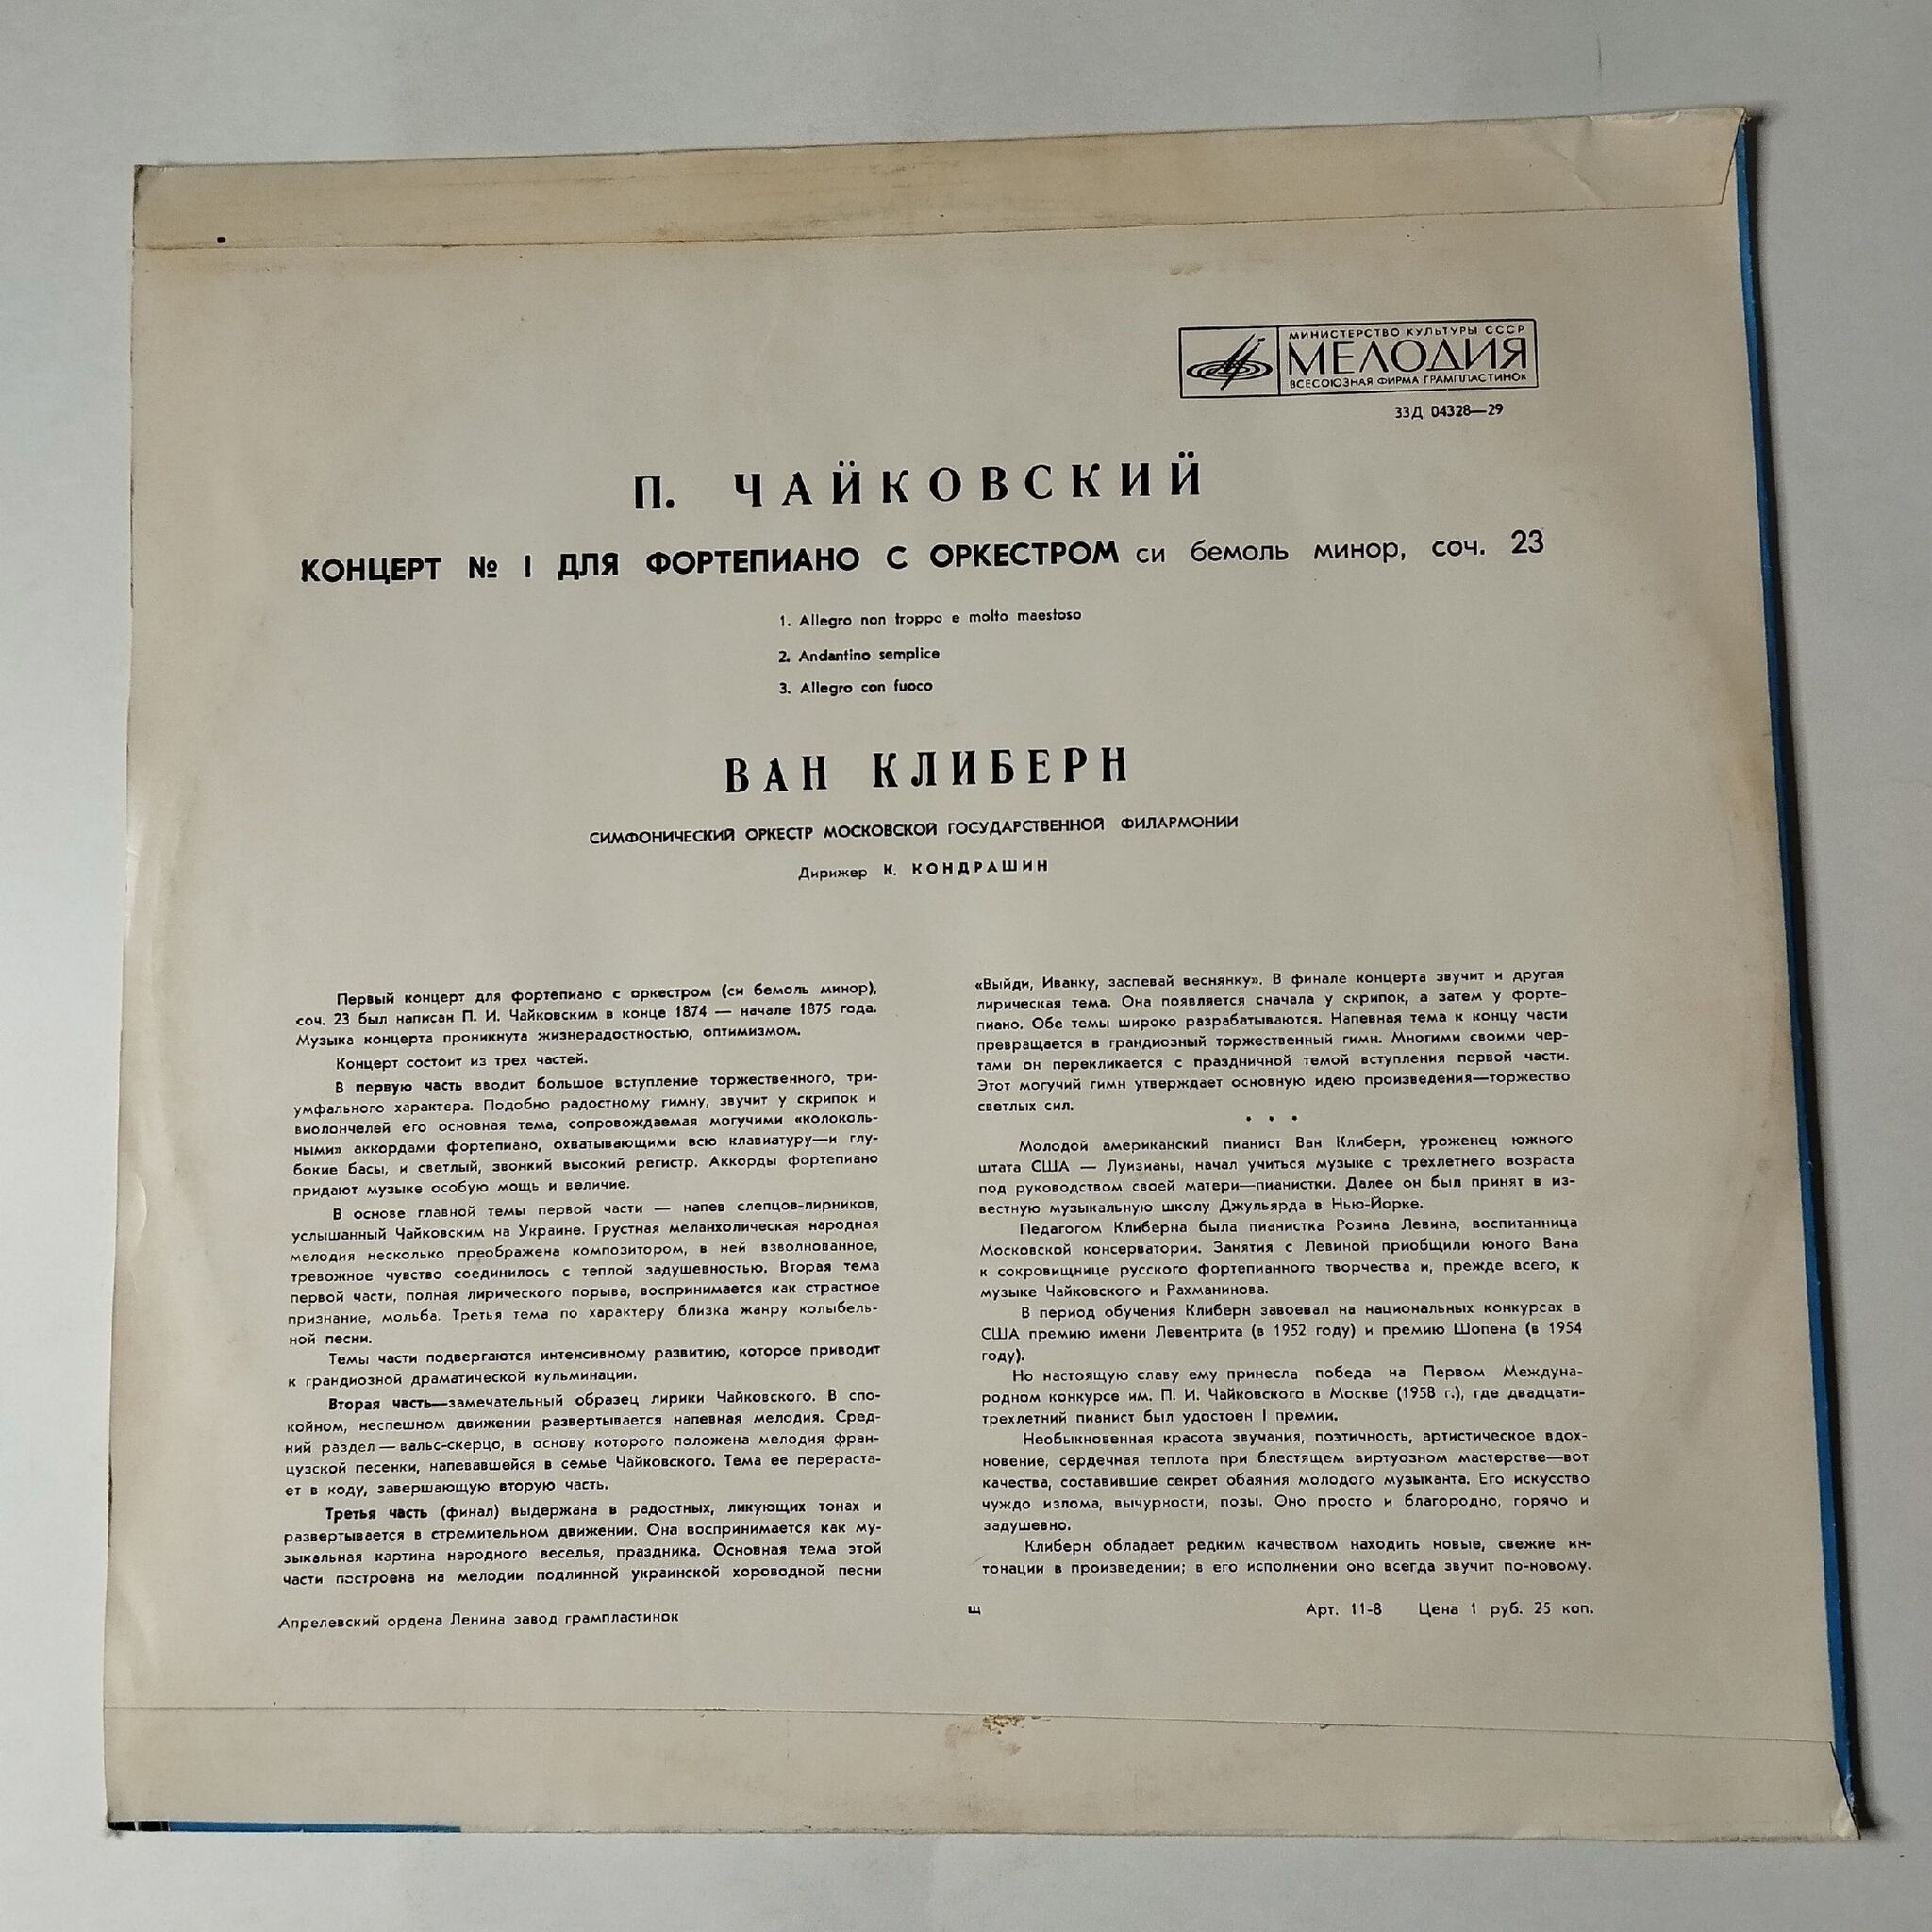 МИНИСТЕРСТВО КУЛЬТУРЫ СССР
МЕЛОДИЯ
ВСЕСОЮЗНАЯ ФИРМА ГРАМПЛАСТИНОК
33Д 04328—29
П. ЧАЙКОВСКИЙ
КОНЦЕРТ № I ДЛЯ ФОРТЕПИАНО С ОРКЕСТРОМ си бемоль минор, соч. 23
1. Allegro non troppo e molto maestoso
2. Andantino semplice
3. Allegro con fuoco
ВАН КЛИБЕРН
СИМФОНИЧЕСКИЙ ОРКЕСТР МОСКОВСКОЙ ГОСУДАРСТВЕННОЙ ФИЛАРМОНИИ
Дирижер К. КОНДРАШИН
Первый концерт для фортепиано с оркестром (си бемоль минор),
соч. 23 был написан П. И. Чайковским в конце 1874 — начале 1875 года.
Музыка концерта проникнута жизнерадостностью, оптимизмом.
Концерт состоит из трех частей.
В первую часть вводит большое вступление торжественного, три-
умфального характера. Подобно радостному гимну, звучит у скрипок и
виолончелей его основная тема, сопровождаемая могучими «колоколь-
ными» аккордами фортепиано, охватывающими всю клавиатуру—и глу-
бокие басы, и светлый, звонкий высокий регистр. Аккорды фортепиано
придают музыке особую мощь и величие.
В основе главной темы первой части — напев слепцов-лирников,
услышанный Чайковским на Украине. Грустная меланхолическая народная
мелодия несколько преображена композитором, в ней взволнованное,
тревожное чувство соединилось с теплой задушевностью. Вторая тема
первой части, полная лирического порыва, воспринимается как страстное
признание, мольба. Третья тема по характеру близка жанру колыбель-
ной песни.
Темы части подвергаются интенсивному развитию, которое приводит
к грандиозной драматической кульминации.
Вторая часть—замечательный образец лирики Чайковского. В спо-
койном, неспешном движении развертывается напевная мелодия. Сред-
ний раздел — вальс-скерцо, в основу которого положена мелодия фран-
цузской песенки, напевавшейся в семье Чайковского. Тема ее перераста-
ет в коду, завершающую вторую часть.
Третья часть (финал) выдержана в радостных, ликующих тонах и
развертывается в стремительном движении. Она воспринимается как му-
зыкальная картина народного веселья, праздника. Основная тема этой
части построена на мелодии подлинной украинской хороводной песни
«Выйди, Иванку, заспевай веснянку». В финале концерта звучит и другая
лирическая тема. Она появляется сначала у скрипок, а затем у форте-
пиано. Обе темы широко разрабатываются. Напевная тема к концу части
превращается в грандиозный торжественный гимн. Многими своими чер-
тами он перекликается с праздничной темой вступления первой части.
Этот могучий гимн утверждает основную идею произведения—торжество
светлых сил.
• • •
Молодой американский пианист Ван Клиберн, уроженец южного
штата США — Луизианы, начал учиться музыке с трехлетнего возраста
под руководством своей матери—пианистки. Далее он был принят в из-
вестную музыкальную школу Джульярда в Нью-Йорке.
Педагогом Клиберна была пианистка Розина Левина, воспитанница
Московской консерватории. Занятия с Левиной приобщили юного Вана
к сокровищнице русского фортепианного творчества и, прежде всего, к
музыке Чайковского и Рахманинова.
В период обучения Клиберн завоевал на национальных конкурсах в
США премию имени Левентрита (в 1952 году) и премию Шопена (в 1954
году).
Но настоящую славу ему принесла победа на Первом Междуна-
родном конкурсе им. П. И. Чайковского в Москве (1958 г.), где двадцати-
трехлетний пианист был удостоен I премии.
Необыкновенная красота звучания, поэтичность, артистическое вдох-
новение, сердечная теплота при блестящем виртуозном мастерстве—вот
качества, составившие секрет обаяния молодого музыканта. Его искусство
чуждо излома, вычурности, позы. Оно просто и благородно, горячо и
задушевно.
Клиберн обладает редким качеством находить новые, свежие ин-
тонации в произведении; в его исполнении оно всегда звучит по-новому.
Апрелевский ордена Ленина завод грампластинок
щ
Арт. 11-8 Цена 1 руб. 25 коп.